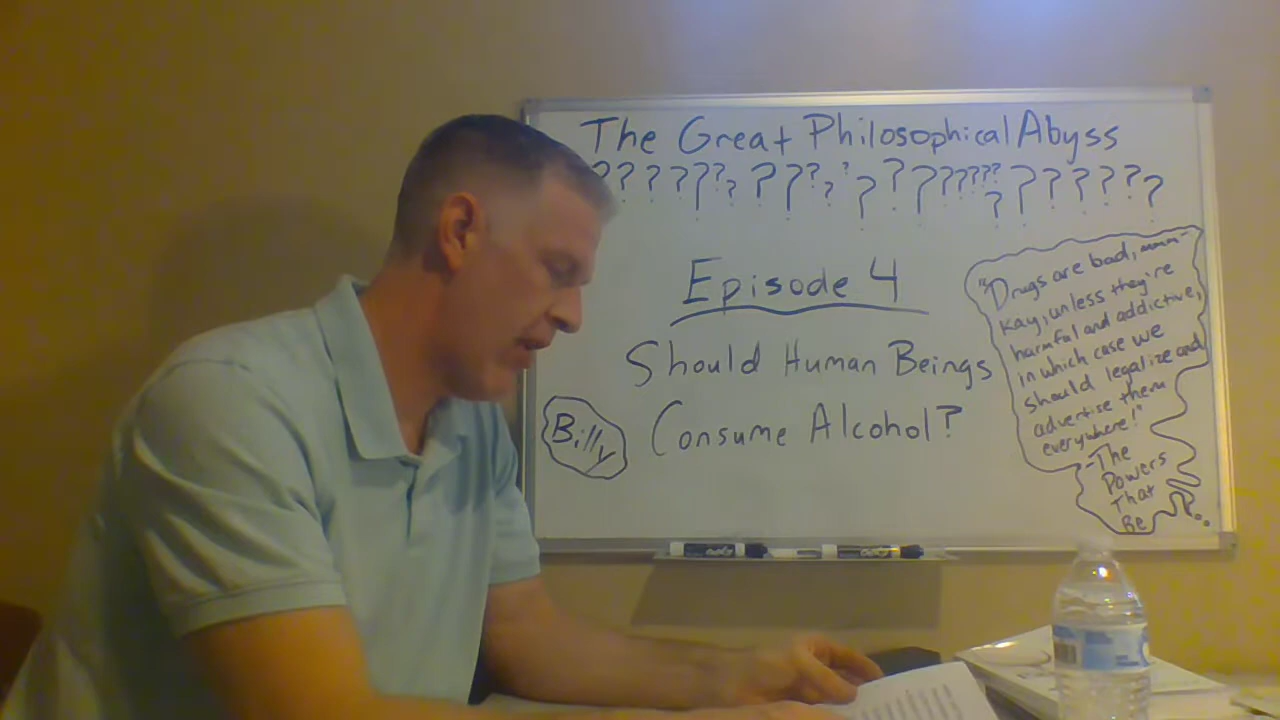 The Great Philosophical Abyss
????????????????????????????
Episode 4
Should Human Beings
Consume Alcohol?
Billy
"Drugs are bad, mmm-
kay, unless they're
harmful and addictive,
in which case we
should legalize and
advertise them
everywhere!"
-The
Powers
That
Be